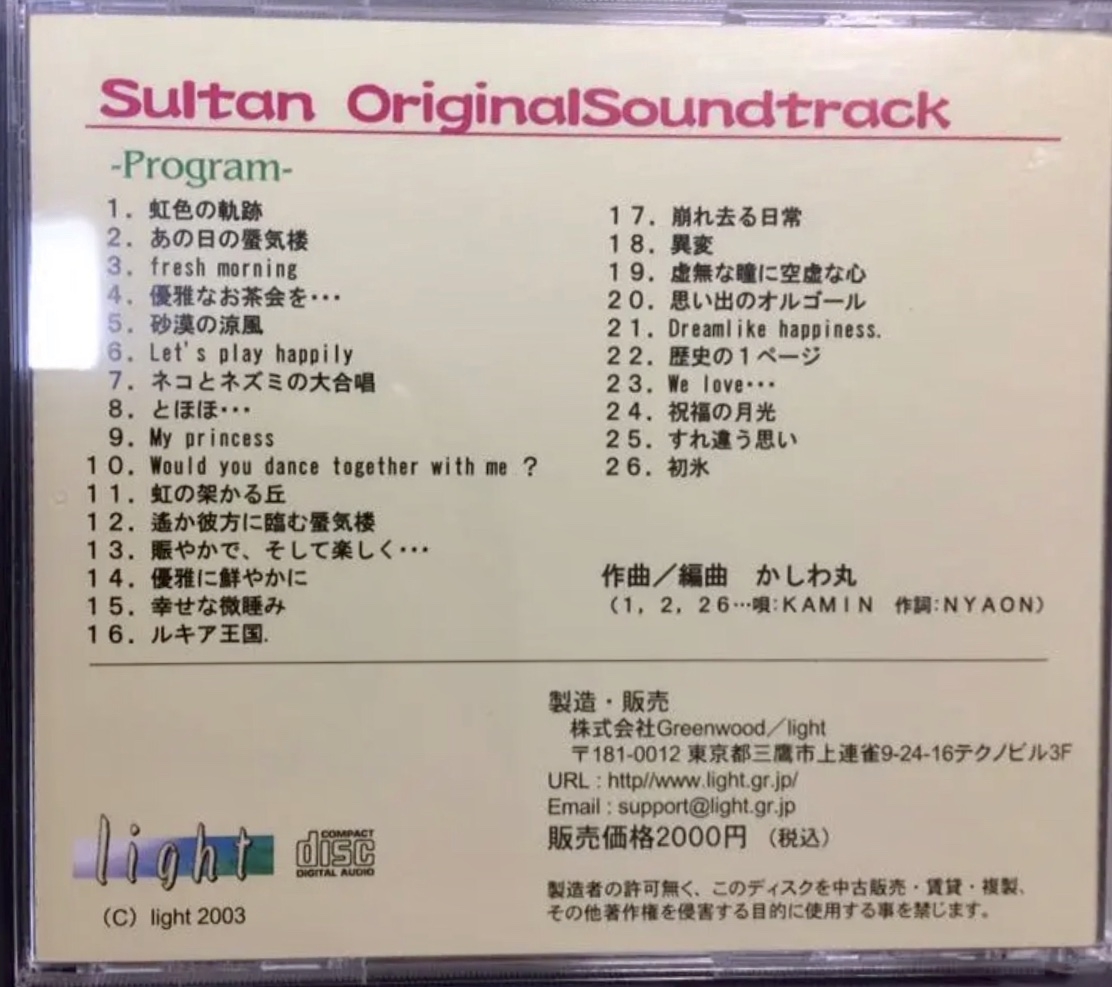 Sultan OriginalSoundtrack
-Program-
1. 虹色の軌跡
2. あの日の蜃気楼
3. fresh morning
4. 優雅なお茶会を・・・
5. 砂漠の涼風
6. Let's play happily
7. ネコとネズミの大合唱
8. とほほ・・・
9. My princess
10. Would you dance together with me ?
11. 虹の架かる丘
12. 遙か彼方に臨む蜃気楼
13. 賑やかで、そして楽しく・・・
14. 優雅に鮮やかに
15. 幸せな微睡み
16. ルキア王国.
17. 崩れ去る日常
18. 異変
19. 虚無な瞳に空虚な心
20. 思い出のオルゴール
21. Dreamlike happiness.
22. 歴史の1ページ
23. We love・・・
24. 祝福の月光
25. すれ違う思い
26. 初氷
作曲／編曲 かしわ丸
（1, 2, 26…唄:KAMIN 作詞:NYAON）
製造・販売
株式会社Greenwood／light
〒181-0012 東京都三鷹市上連雀9-24-16テクノビル3F
URL : http//www.light.gr.jp/
Email : support@light.gr.jp
販売価格2000円 （税込）
製造者の許可無く、このディスクを中古販売・賃貸・複製、
その他著作権を侵害する目的に使用する事を禁じます。
light
COMPACT
disc
DIGITAL AUDIO
（C）light 2003